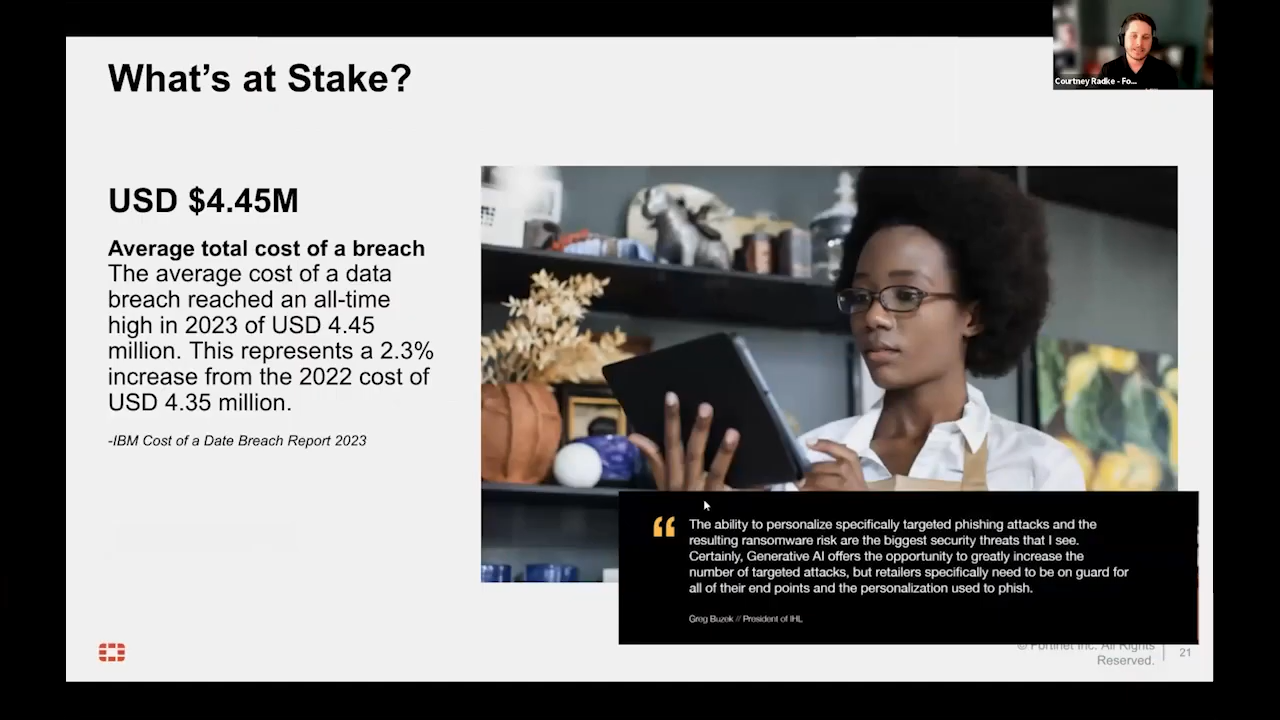 What's at Stake?
Courtney Radke - Fo...
USD $4.45M
Average total cost of a breach
The average cost of a data
breach reached an all-time
high in 2023 of USD 4.45
million. This represents a 2.3%
increase from the 2022 cost of
USD 4.35 million.
-IBM Cost of a Date Breach Report 2023
“
The ability to personalize specifically targeted phishing attacks and the
resulting ransomware risk are the biggest security threats that I see.
Certainly, Generative AI offers the opportunity to greatly increase the
number of targeted attacks, but retailers specifically need to be on guard for
all of their end points and the personalization used to phish.
Greg Buzek // President of IHL
© Fortinet Inc. All Rights
Reserved.
21